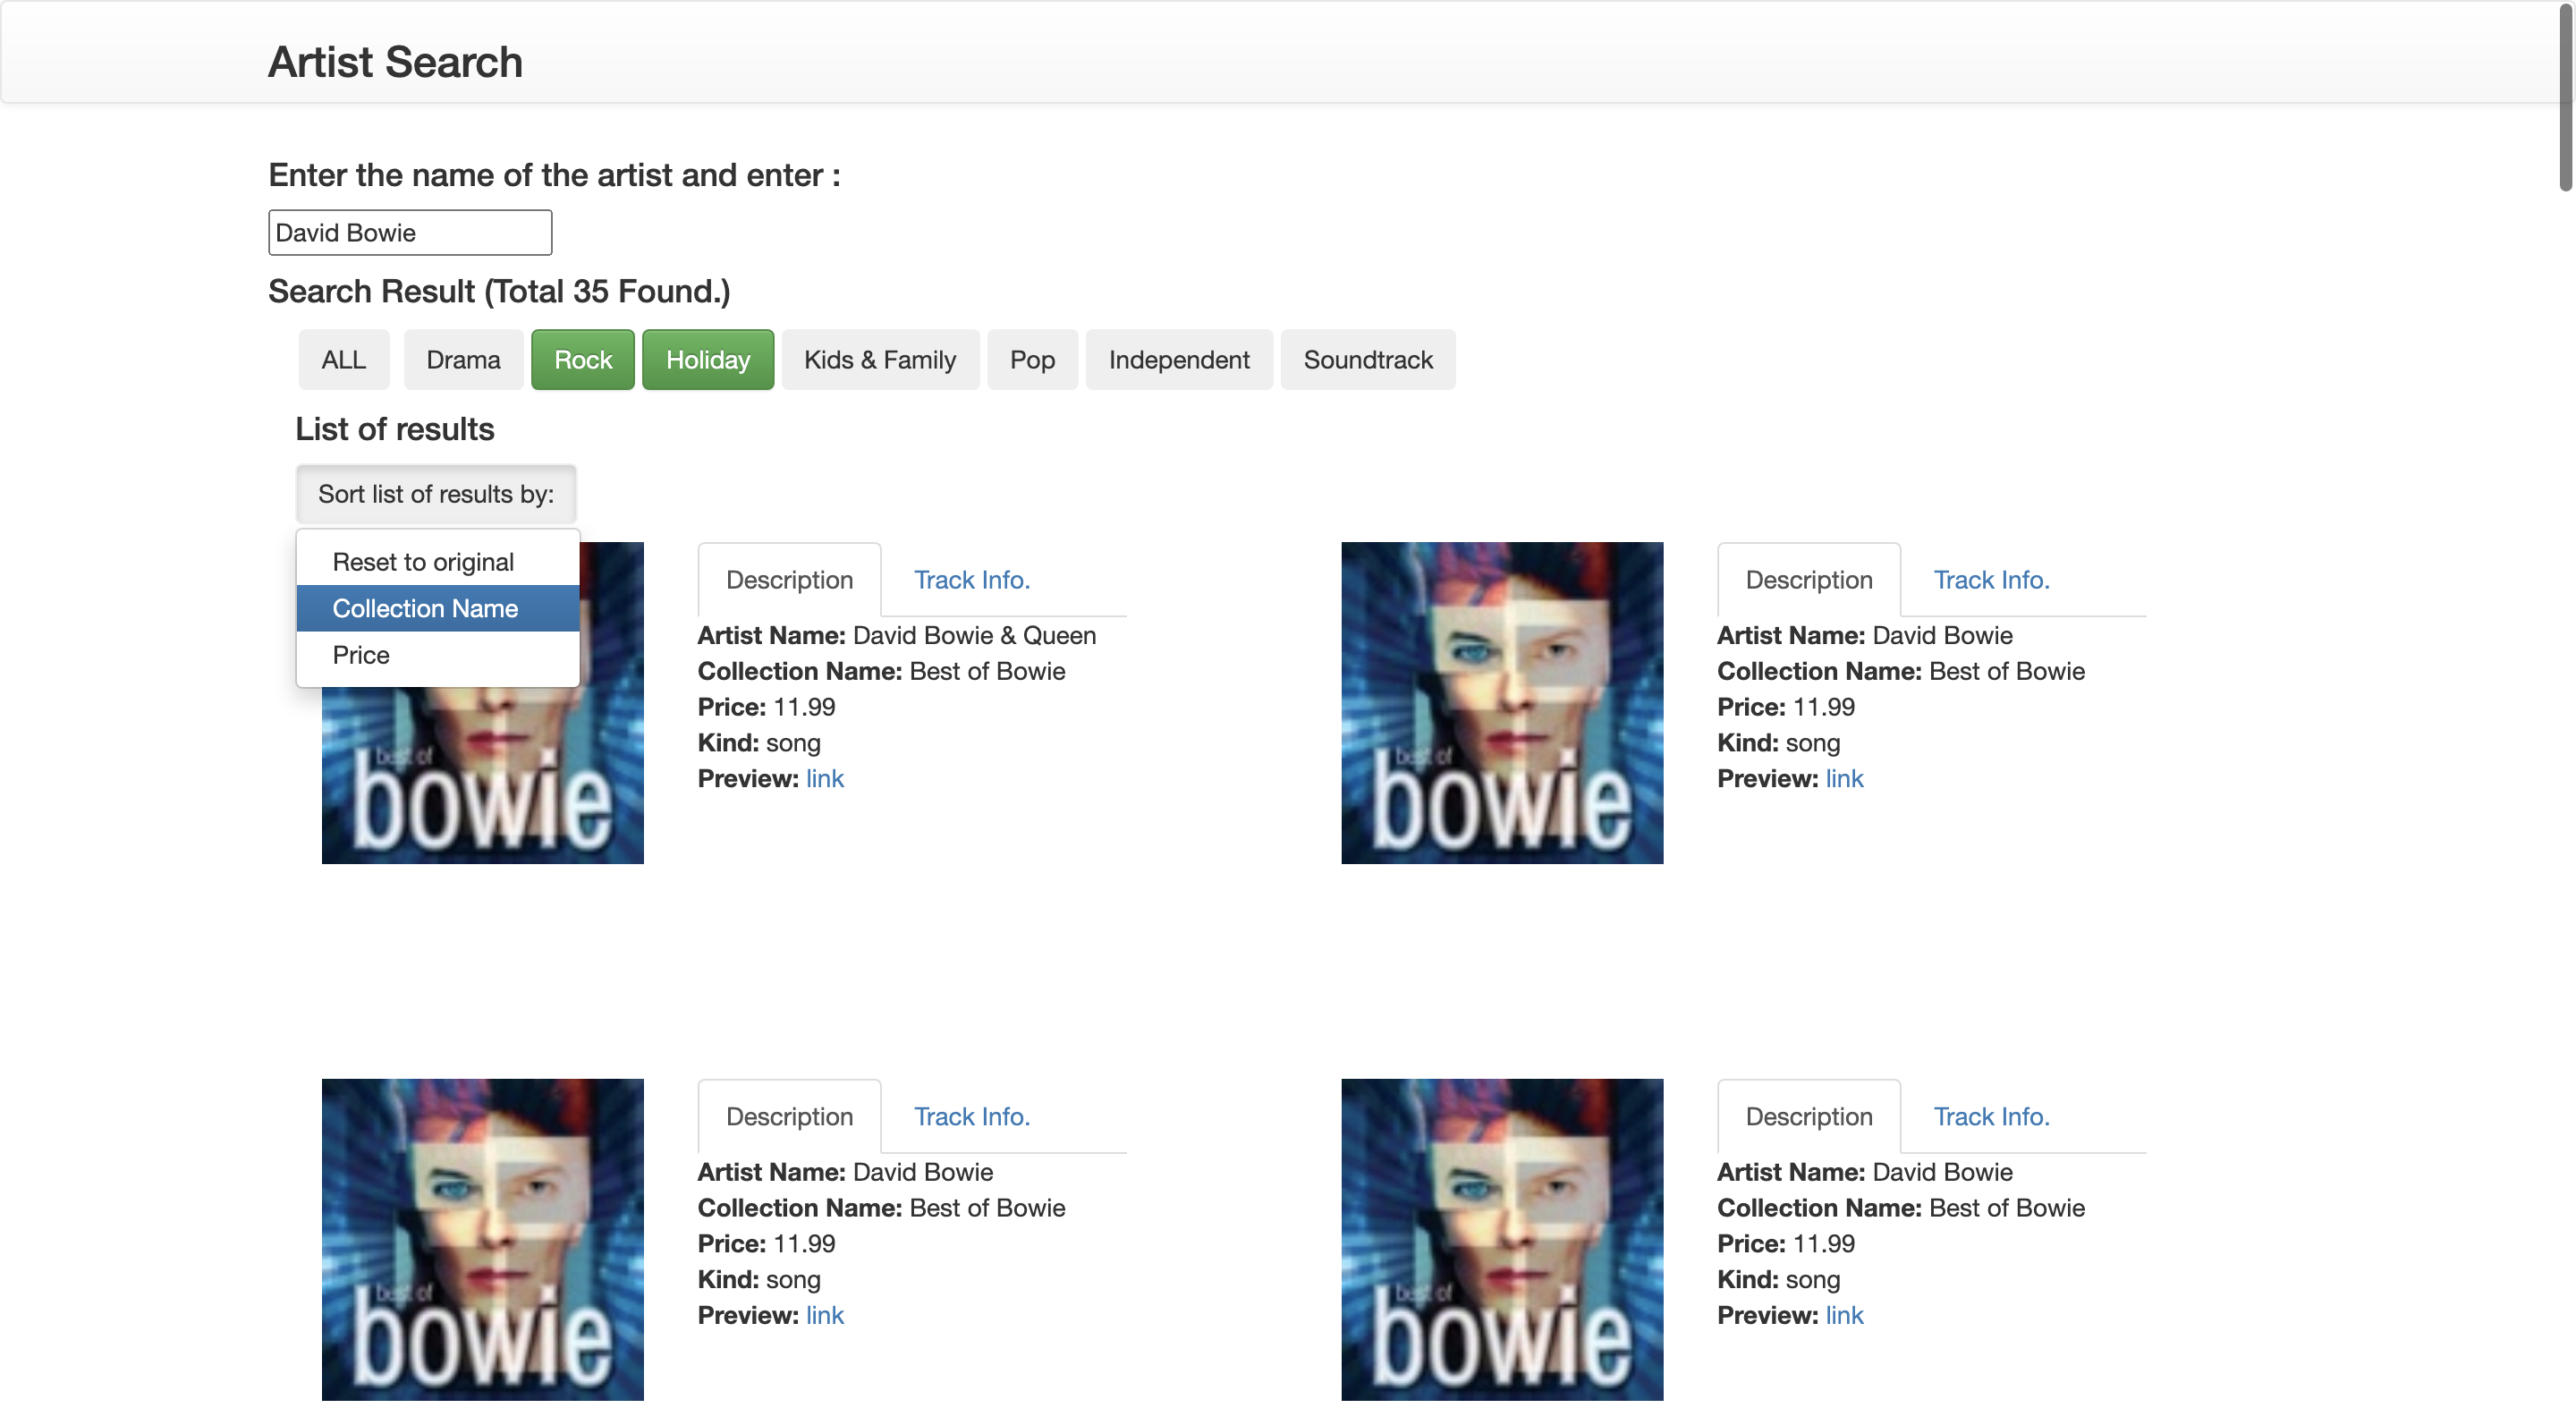 Artist Search
Enter the name of the artist and enter :
David Bowie
Search Result (Total 35 Found.)
ALL Drama Rock Holiday Kids & Family Pop Independent Soundtrack
List of results
Sort list of results by:
Reset to original
Collection Name
Price
best of
bowie
Description Track Info.
Artist Name: David Bowie & Queen
Collection Name: Best of Bowie
Price: 11.99
Kind: song
Preview: link
best of
bowie
Description Track Info.
Artist Name: David Bowie
Collection Name: Best of Bowie
Price: 11.99
Kind: song
Preview: link
best of
bowie
Description Track Info.
Artist Name: David Bowie
Collection Name: Best of Bowie
Price: 11.99
Kind: song
Preview: link
best of
bowie
Description Track Info.
Artist Name: David Bowie
Collection Name: Best of Bowie
Price: 11.99
Kind: song
Preview: link